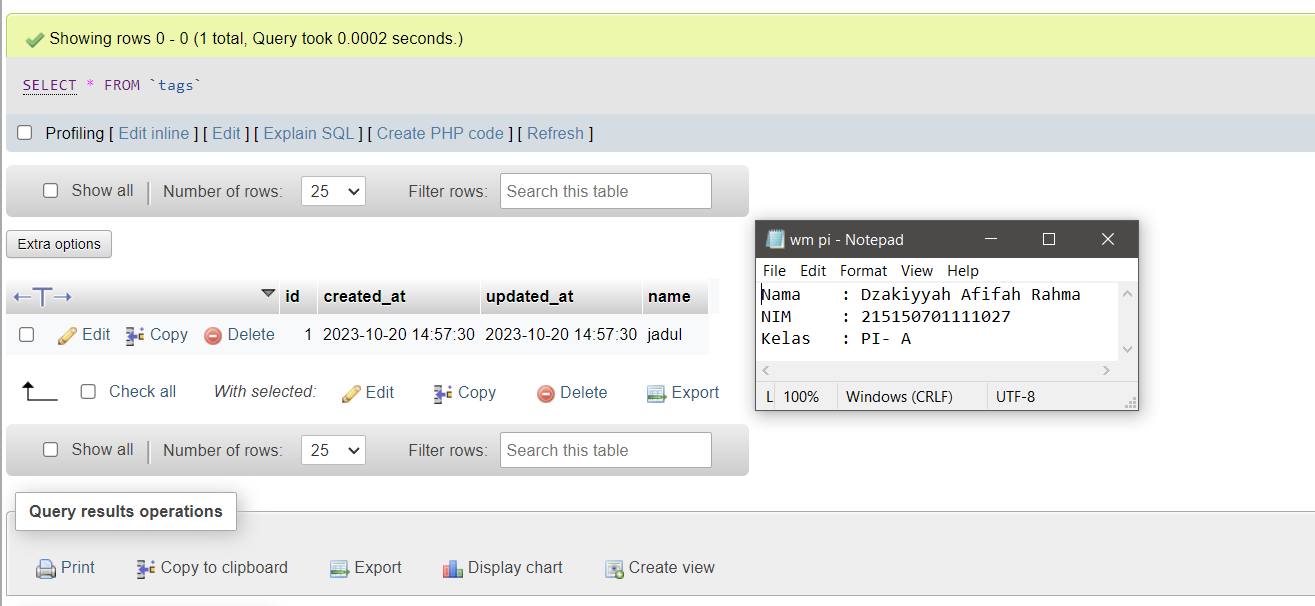 Showing rows 0 - 0 (1 total, Query took 0.0002 seconds.)
SELECT * FROM `tags`
Profiling [ Edit inline ] [ Edit ] [ Explain SQL ] [ Create PHP code ] [ Refresh ]
Show all Number of rows: 25 Filter rows: Search this table
Extra options
id created_at updated_at name
Edit Copy Delete 1 2023-10-20 14:57:30 2023-10-20 14:57:30 jadul
Check all With selected: Edit Copy Delete Export
Show all Number of rows: 25 Filter rows: Search this table
Query results operations
Print Copy to clipboard Export Display chart Create view
wm pi - Notepad
File Edit Format View Help
Nama : Dzakiyyah Afifah Rahma
NIM : 215150701111027
Kelas : PI- A
L 100% Windows (CRLF) UTF-8